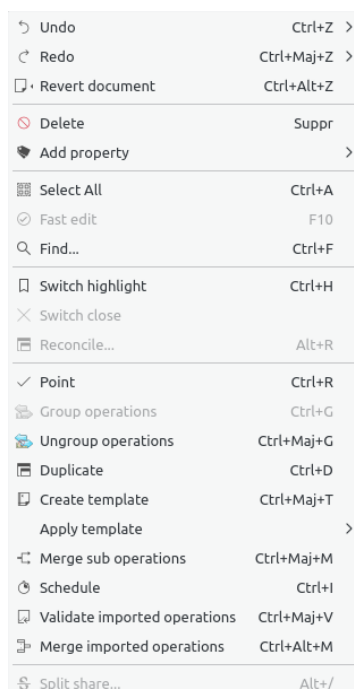 Undo Ctrl+Z
Redo Ctrl+Maj+Z
Revert document Ctrl+Alt+Z
Delete Suppr
Add property
Select All Ctrl+A
Fast edit F10
Find... Ctrl+F
Switch highlight Ctrl+H
Switch close
Reconcile... Alt+R
Point Ctrl+R
Group operations Ctrl+G
Ungroup operations Ctrl+Maj+G
Duplicate Ctrl+D
Create template Ctrl+Maj+T
Apply template
Merge sub operations Ctrl+Maj+M
Schedule Ctrl+I
Validate imported operations Ctrl+Maj+V
Merge imported operations Ctrl+Alt+M
Split share... Alt+/